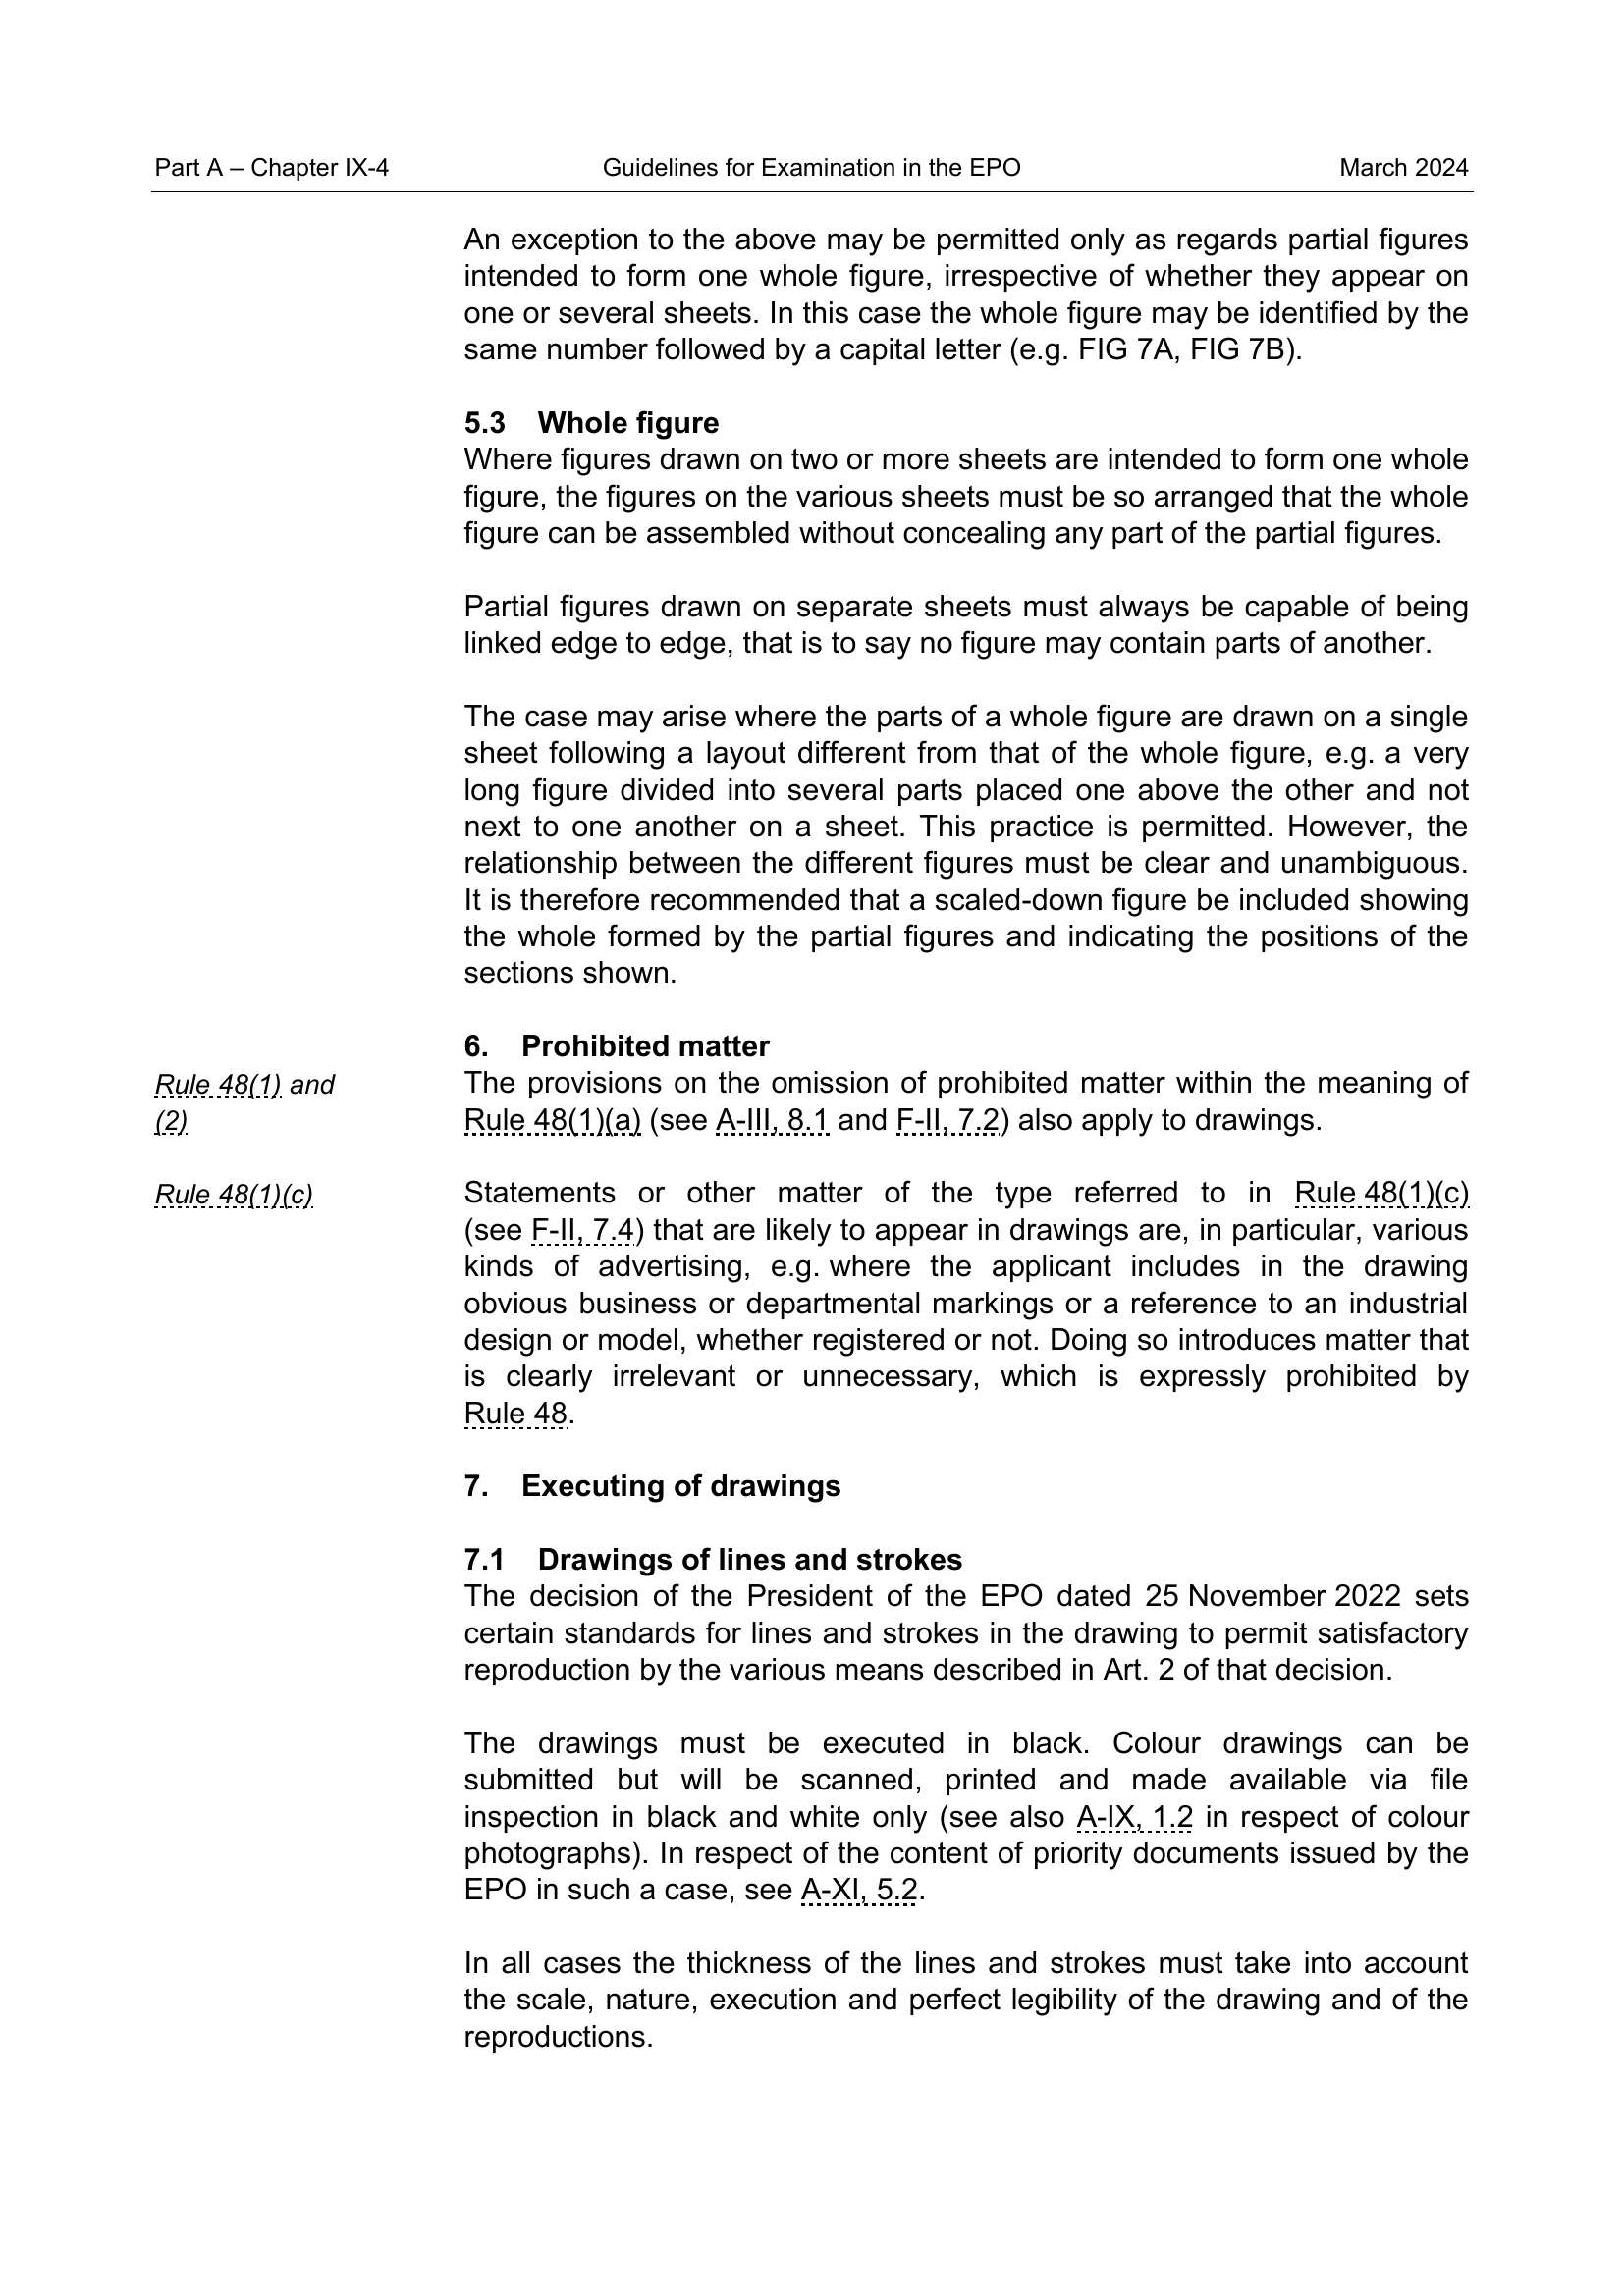 Part A – Chapter IX-4 Guidelines for Examination in the EPO March 2024
An exception to the above may be permitted only as regards partial figures
intended to form one whole figure, irrespective of whether they appear on
one or several sheets. In this case the whole figure may be identified by the
same number followed by a capital letter (e.g. FIG 7A, FIG 7B).
5.3 Whole figure
Where figures drawn on two or more sheets are intended to form one whole
figure, the figures on the various sheets must be so arranged that the whole
figure can be assembled without concealing any part of the partial figures.
Partial figures drawn on separate sheets must always be capable of being
linked edge to edge, that is to say no figure may contain parts of another.
The case may arise where the parts of a whole figure are drawn on a single
sheet following a layout different from that of the whole figure, e.g. a very
long figure divided into several parts placed one above the other and not
next to one another on a sheet. This practice is permitted. However, the
relationship between the different figures must be clear and unambiguous.
It is therefore recommended that a scaled-down figure be included showing
the whole formed by the partial figures and indicating the positions of the
sections shown.
6. Prohibited matter
Rule 48(1) and
(2)
The provisions on the omission of prohibited matter within the meaning of
Rule 48(1)(a) (see A-III, 8.1 and F-II, 7.2) also apply to drawings.
Rule 48(1)(c)
Statements or other matter of the type referred to in Rule 48(1)(c)
(see F-II, 7.4) that are likely to appear in drawings are, in particular, various
kinds of advertising, e.g. where the applicant includes in the drawing
obvious business or departmental markings or a reference to an industrial
design or model, whether registered or not. Doing so introduces matter that
is clearly irrelevant or unnecessary, which is expressly prohibited by
Rule 48.
7. Executing of drawings
7.1 Drawings of lines and strokes
The decision of the President of the EPO dated 25 November 2022 sets
certain standards for lines and strokes in the drawing to permit satisfactory
reproduction by the various means described in Art. 2 of that decision.
The drawings must be executed in black. Colour drawings can be
submitted but will be scanned, printed and made available via file
inspection in black and white only (see also A-IX, 1.2 in respect of colour
photographs). In respect of the content of priority documents issued by the
EPO in such a case, see A-XI, 5.2.
In all cases the thickness of the lines and strokes must take into account
the scale, nature, execution and perfect legibility of the drawing and of the
reproductions.